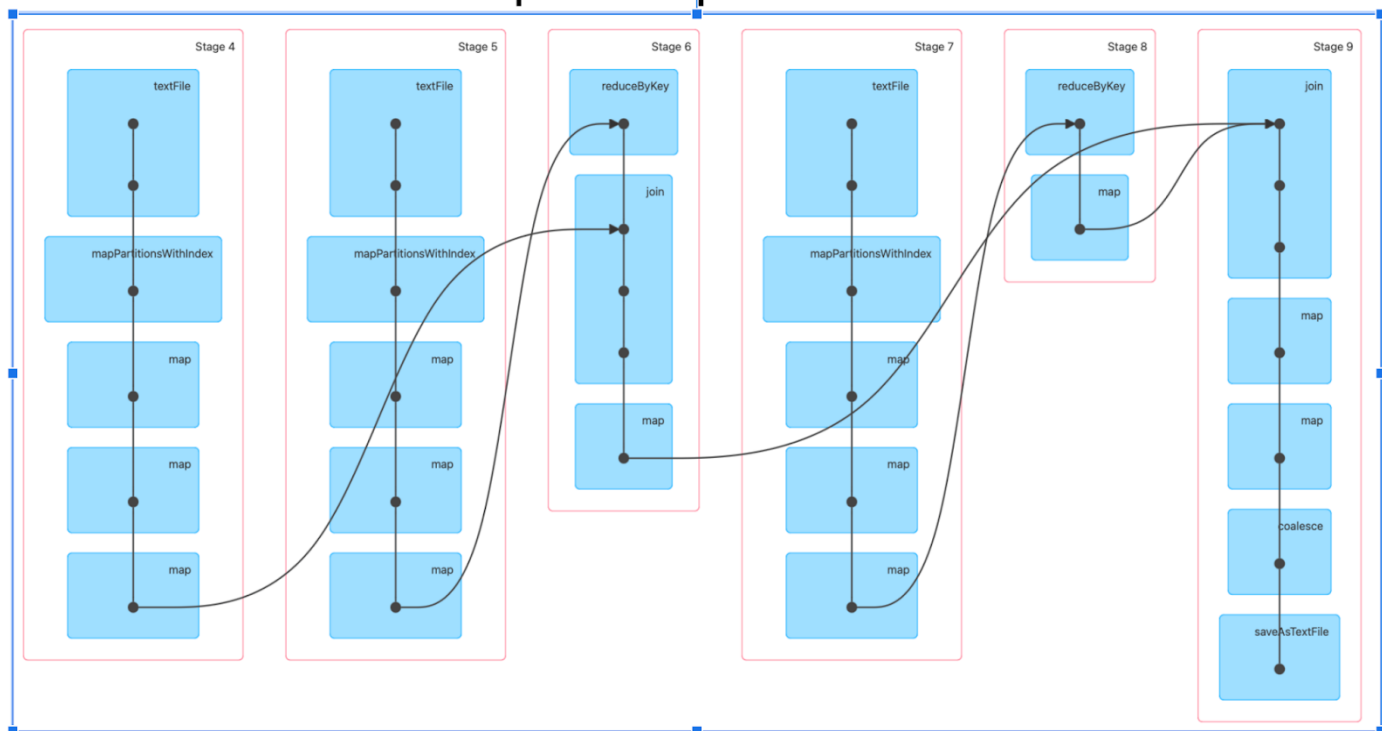 Stage 4
textFile
mapPartitionsWithIndex
map
map
map
Stage 5
textFile
mapPartitionsWithIndex
map
map
map
Stage 6
reduceByKey
join
map
Stage 7
textFile
mapPartitionsWithIndex
map
map
map
Stage 8
reduceByKey
map
Stage 9
join
map
map
coalesce
saveAsTextFile